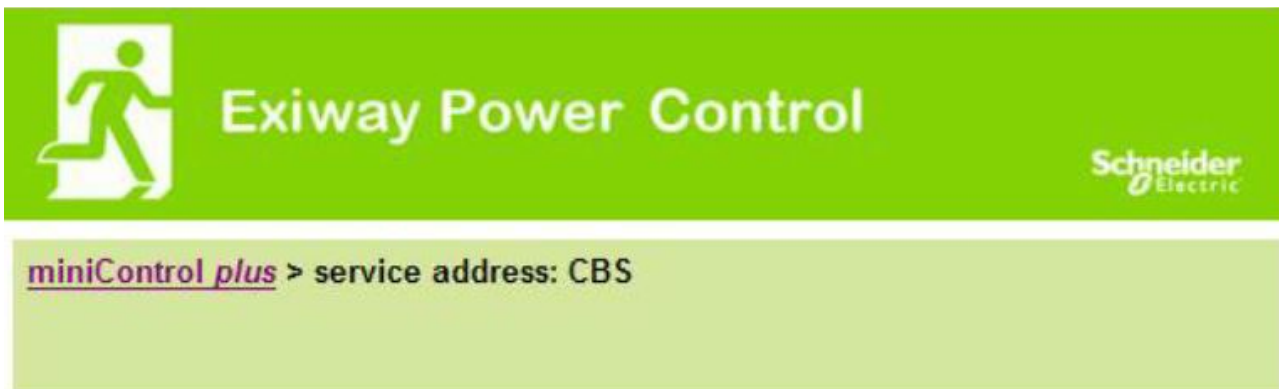 Exiway Power Control
Schneider
Electric
miniControl plus > service address: CBS